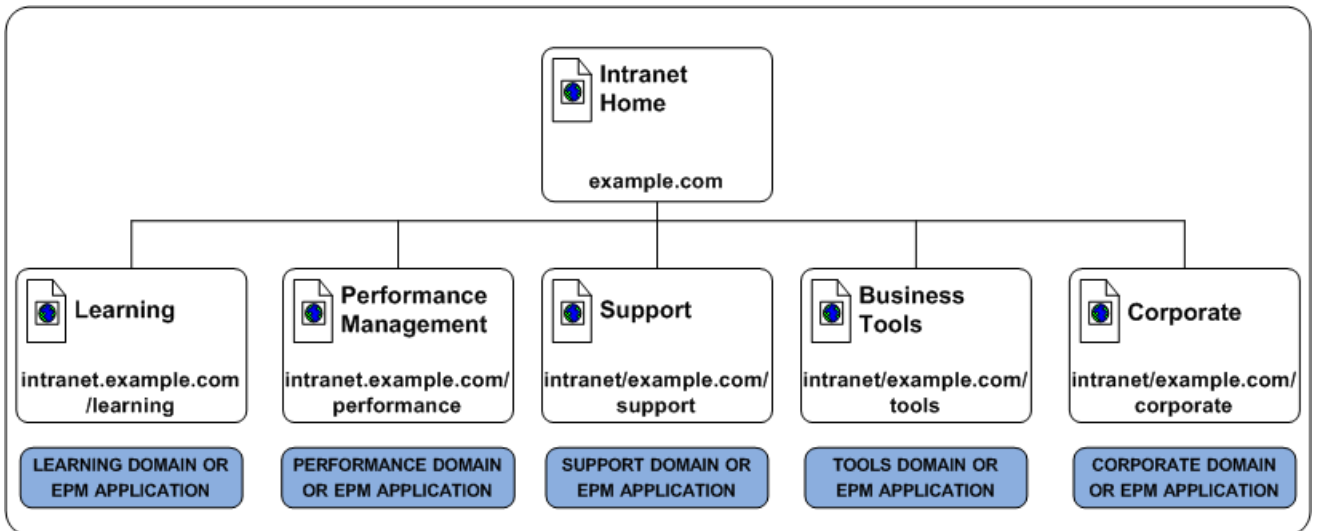 Intranet
Home
example.com
Learning
intranet.example.com
/learning
Performance
Management
intranet.example.com/
performance
Support
intranet/example.com/
support
Business
Tools
intranet/example.com/
tools
Corporate
intranet/example.com/
corporate
LEARNING DOMAIN OR
EPM APPLICATION
PERFORMANCE DOMAIN
OR EPM APPLICATION
SUPPORT DOMAIN OR
EPM APPLICATION
TOOLS DOMAIN OR
EPM APPLICATION
CORPORATE DOMAIN
OR EPM APPLICATION